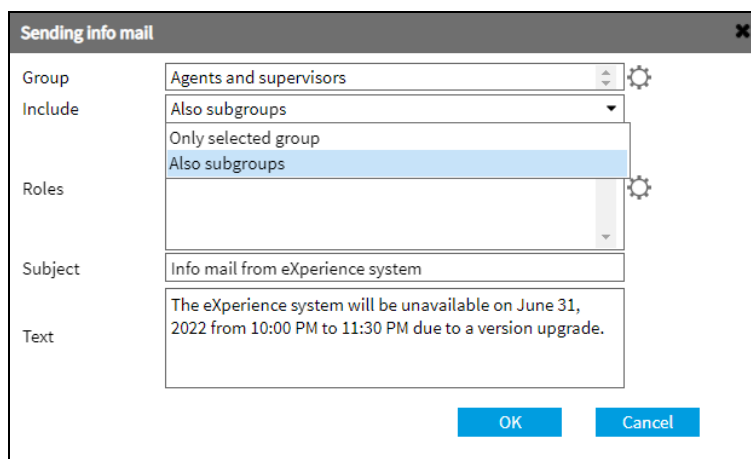 Sending info mail
Group
Agents and supervisors
Include
Also subgroups
Only selected group
Also subgroups
Roles
Subject
Info mail from eXperience system
Text
The eXperience system will be unavailable on June 31,
2022 from 10:00 PM to 11:30 PM due to a version upgrade.
OK
Cancel